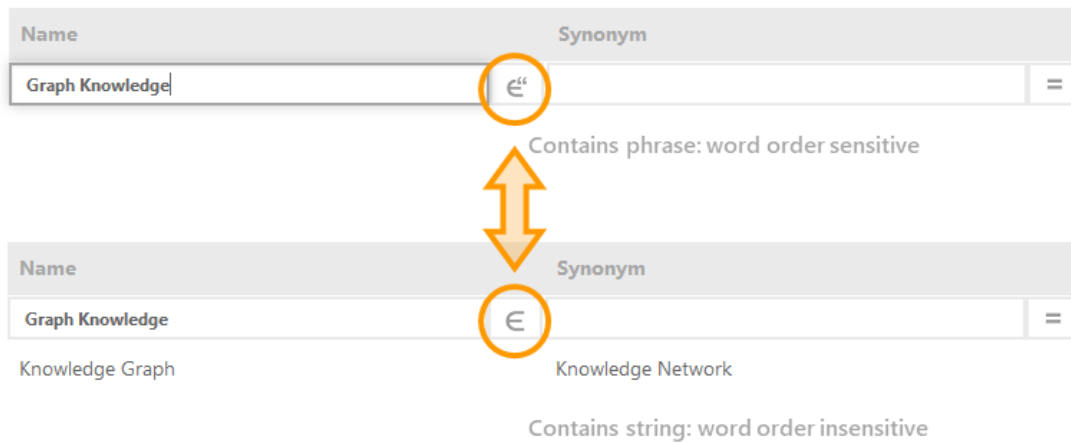 Name Synonym
Graph Knowledge ∈“ =
Contains phrase: word order sensitive
Name Synonym
Graph Knowledge ∈ =
Knowledge Graph Knowledge Network
Contains string: word order insensitive